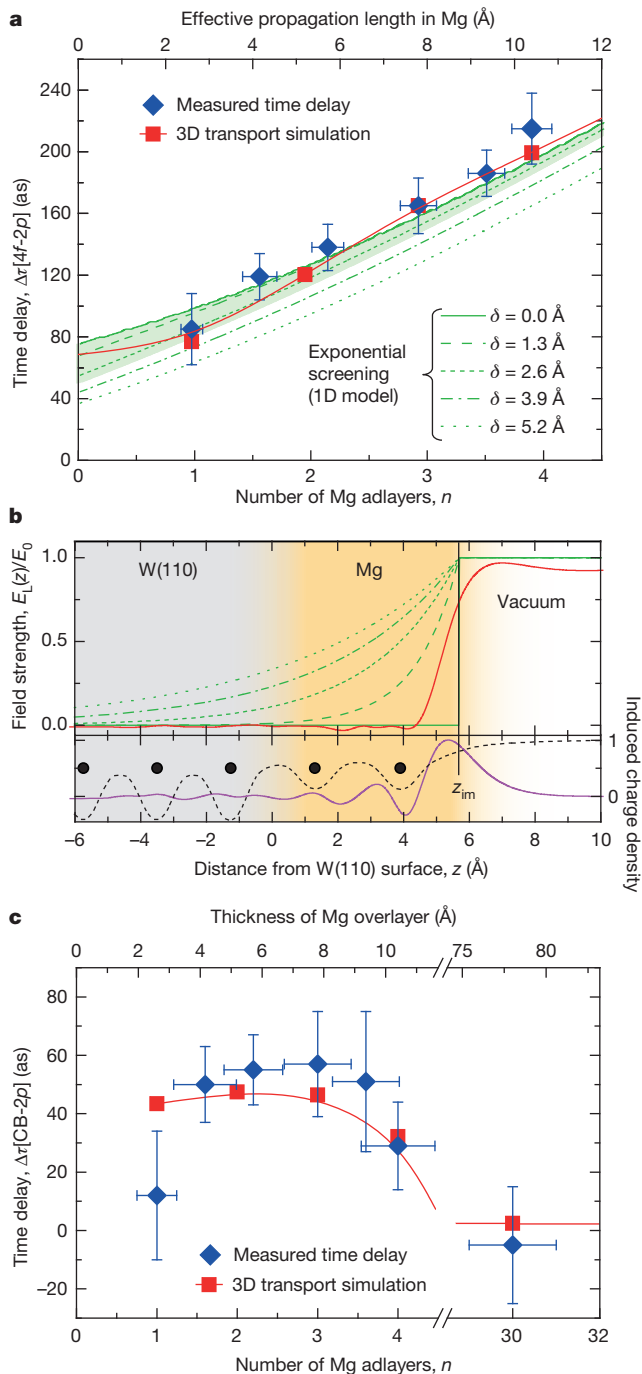 a
Effective propagation length in Mg (Å)
0 2 4 6 8 10 12
Time delay, Δτ[4f-2p] (as)
240
200
160
120
80
40
0
Measured time delay
3D transport simulation
Exponential
screening
(1D model)
δ = 0.0 Å
δ = 1.3 Å
δ = 2.6 Å
δ = 3.9 Å
δ = 5.2 Å
0 1 2 3 4
Number of Mg adlayers, n
b
Field strength, E_L(z)/E_0
1.0
0.5
0.0
W(110)
Mg
Vacuum
Induced charge
density
1
0
z_im
–6 –4 –2 0 2 4 6 8 10
Distance from W(110) surface, z (Å)
c
Thickness of Mg overlayer (Å)
0 2 4 6 8 10 75 80
Time delay, Δτ[CB-2p] (as)
80
60
40
20
0
–20
Measured time delay
3D transport simulation
0 1 2 3 4 30 32
Number of Mg adlayers, n